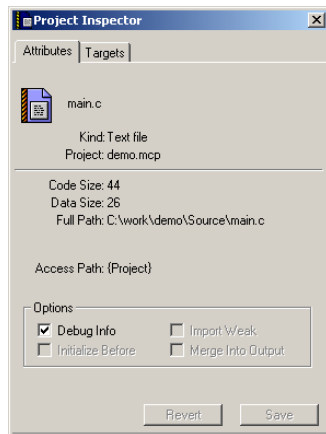 Project Inspector
Attributes Targets
main.c
Kind: Text file
Project: demo.mcp
Code Size: 44
Data Size: 26
Full Path: C:\work\demo\Source\main.c
Access Path: {Project}
Options
Debug Info Import Weak
Initialize Before Merge Into Output
Revert Save